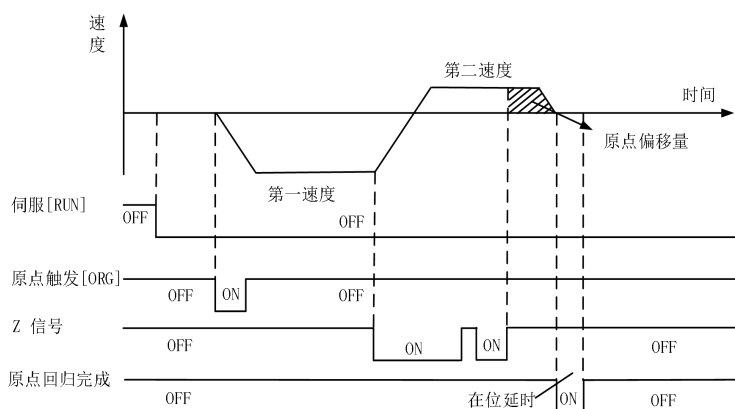 速度
第二速度
时间
原点偏移量
第一速度
伺服[RUN]
OFF
OFF
原点触发[ORG]
OFF
ON
OFF
Z 信号
OFF
ON
ON
OFF
原点回归完成
OFF
在位延时
ON
OFF